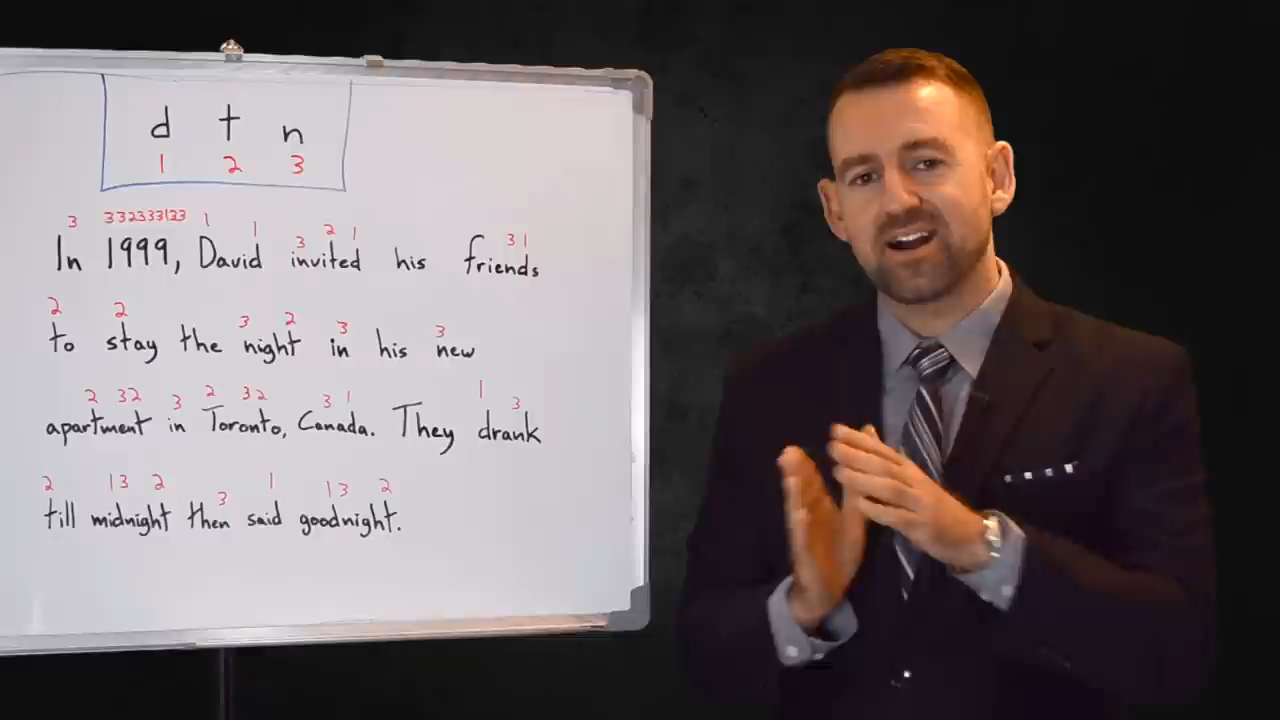 d t n
1 2 3
3 332333133 1 1 3 2 1 3 1
In 1999, David invited his friends
2 2 3 2 3 3
to stay the night in his new
2 32 3 2 32 3 1 1 3
apartment in Toronto, Canada. They drank
2 13 2 3 1 13 2
till midnight then said goodnight.